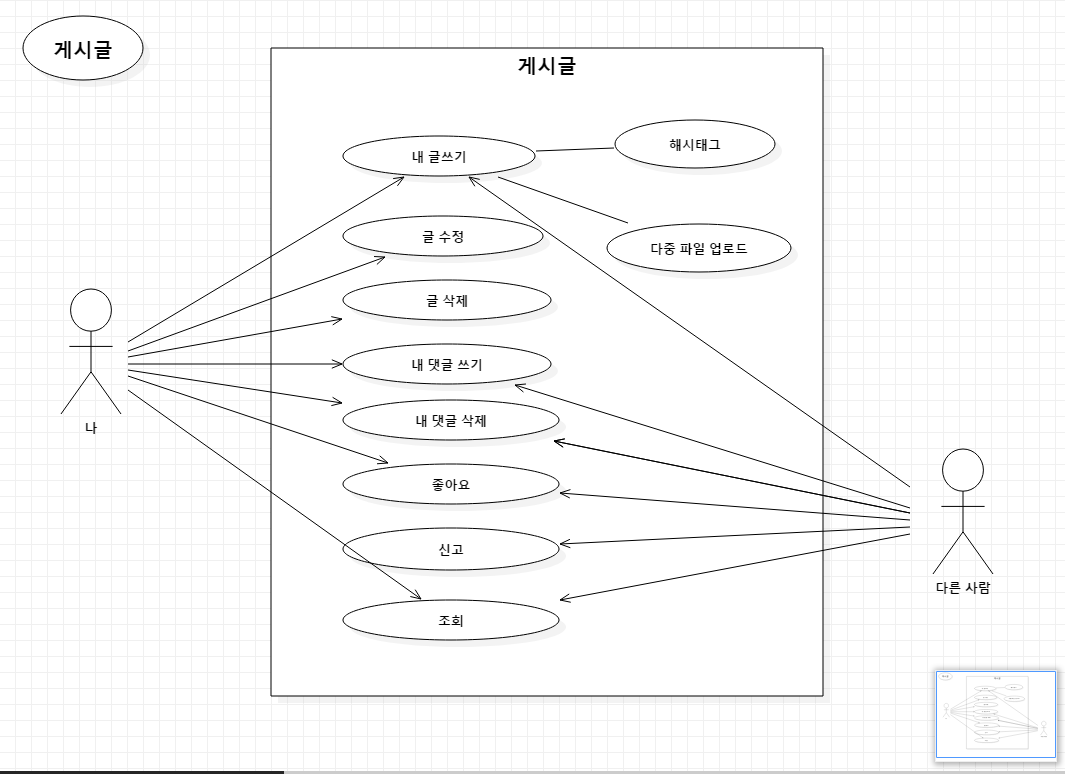 게시글
게시글
내 글쓰기
해시태그
글 수정
다중 파일 업로드
글 삭제
내 댓글 쓰기
내 댓글 삭제
나
좋아요
신고
다른 사람
조회